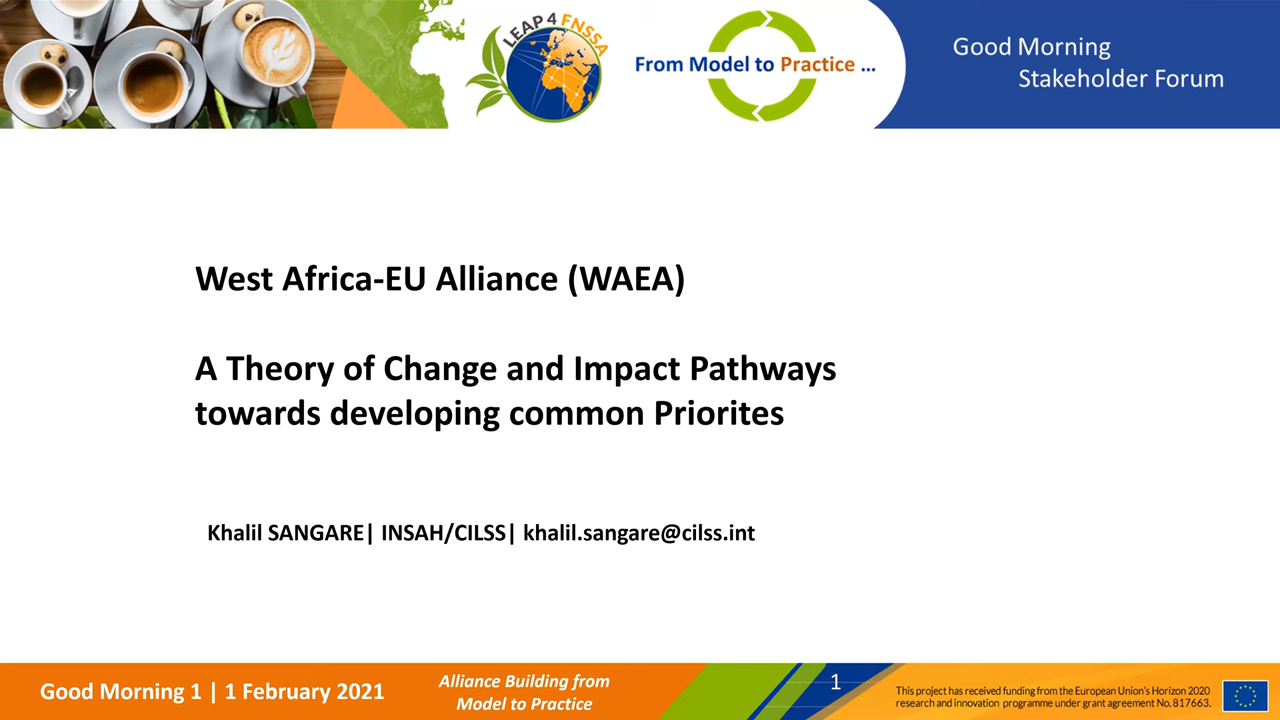 LEAP 4 FNSSA
From Model to Practice ...
Good Morning
Stakeholder Forum
West Africa-EU Alliance (WAEA)
A Theory of Change and Impact Pathways
towards developing common Priorites
Khalil SANGARE| INSAH/CILSS| khalil.sangare@cilss.int
Good Morning 1 | 1 February 2021
Alliance Building from
Model to Practice
1
This project has received funding from the European Union's Horizon 2020
research and innovation programme under grant agreement No. 817663.